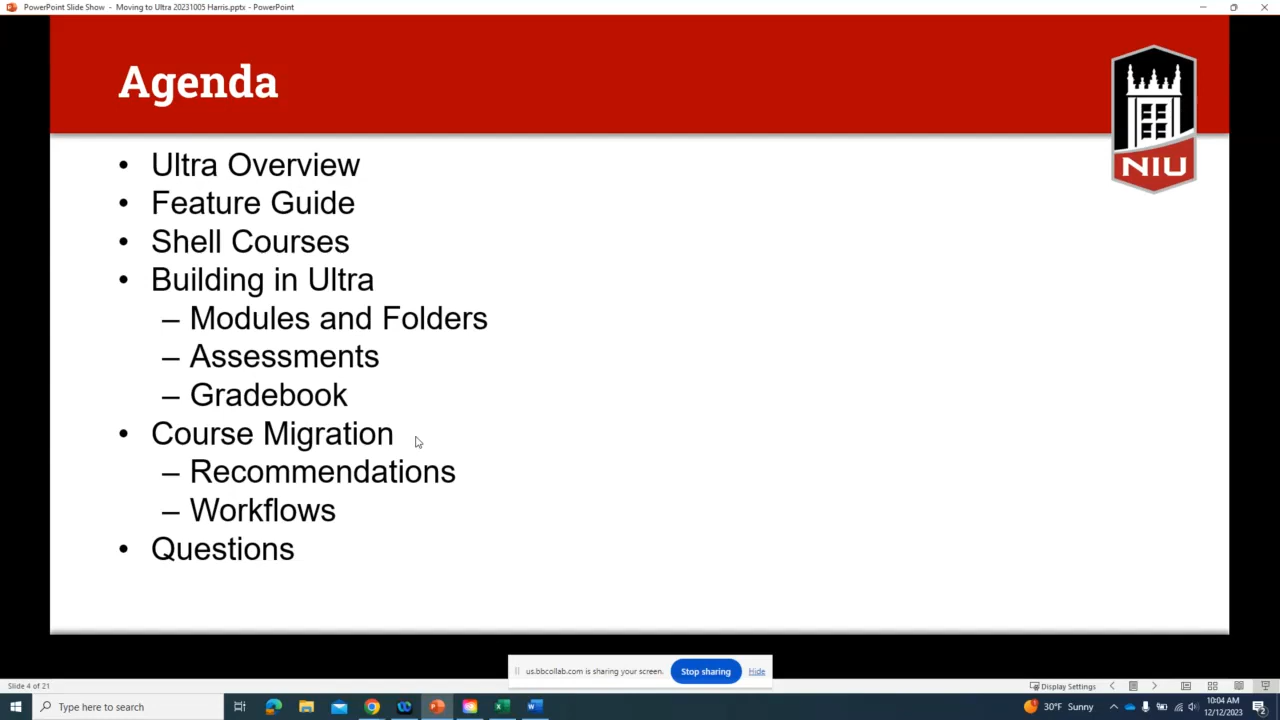 PowerPoint Slide Show - Moving to Ultra 20231005 Harris.pptx - PowerPoint
Agenda
NIU
• Ultra Overview
• Feature Guide
• Shell Courses
• Building in Ultra
– Modules and Folders
– Assessments
– Gradebook
• Course Migration
– Recommendations
– Workflows
• Questions
us.bbcollab.com is sharing your screen.
Stop sharing
Hide
Slide 4 of 21
Display Settings
Type here to search
30°F Sunny
10:04 AM
12/12/2023
2